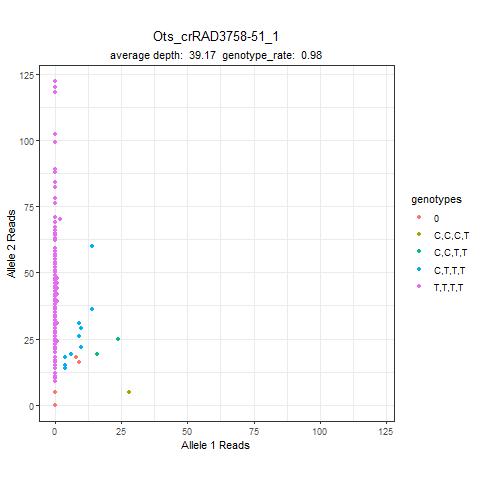 Ots_crRAD3758-51_1
average depth: 39.17 genotype_rate: 0.98
125
100
75
50
25
0
Allele 2 Reads
0 25 50 75 100 125
Allele 1 Reads
genotypes
0
C,C,C,T
C,C,T,T
C,T,T,T
T,T,T,T